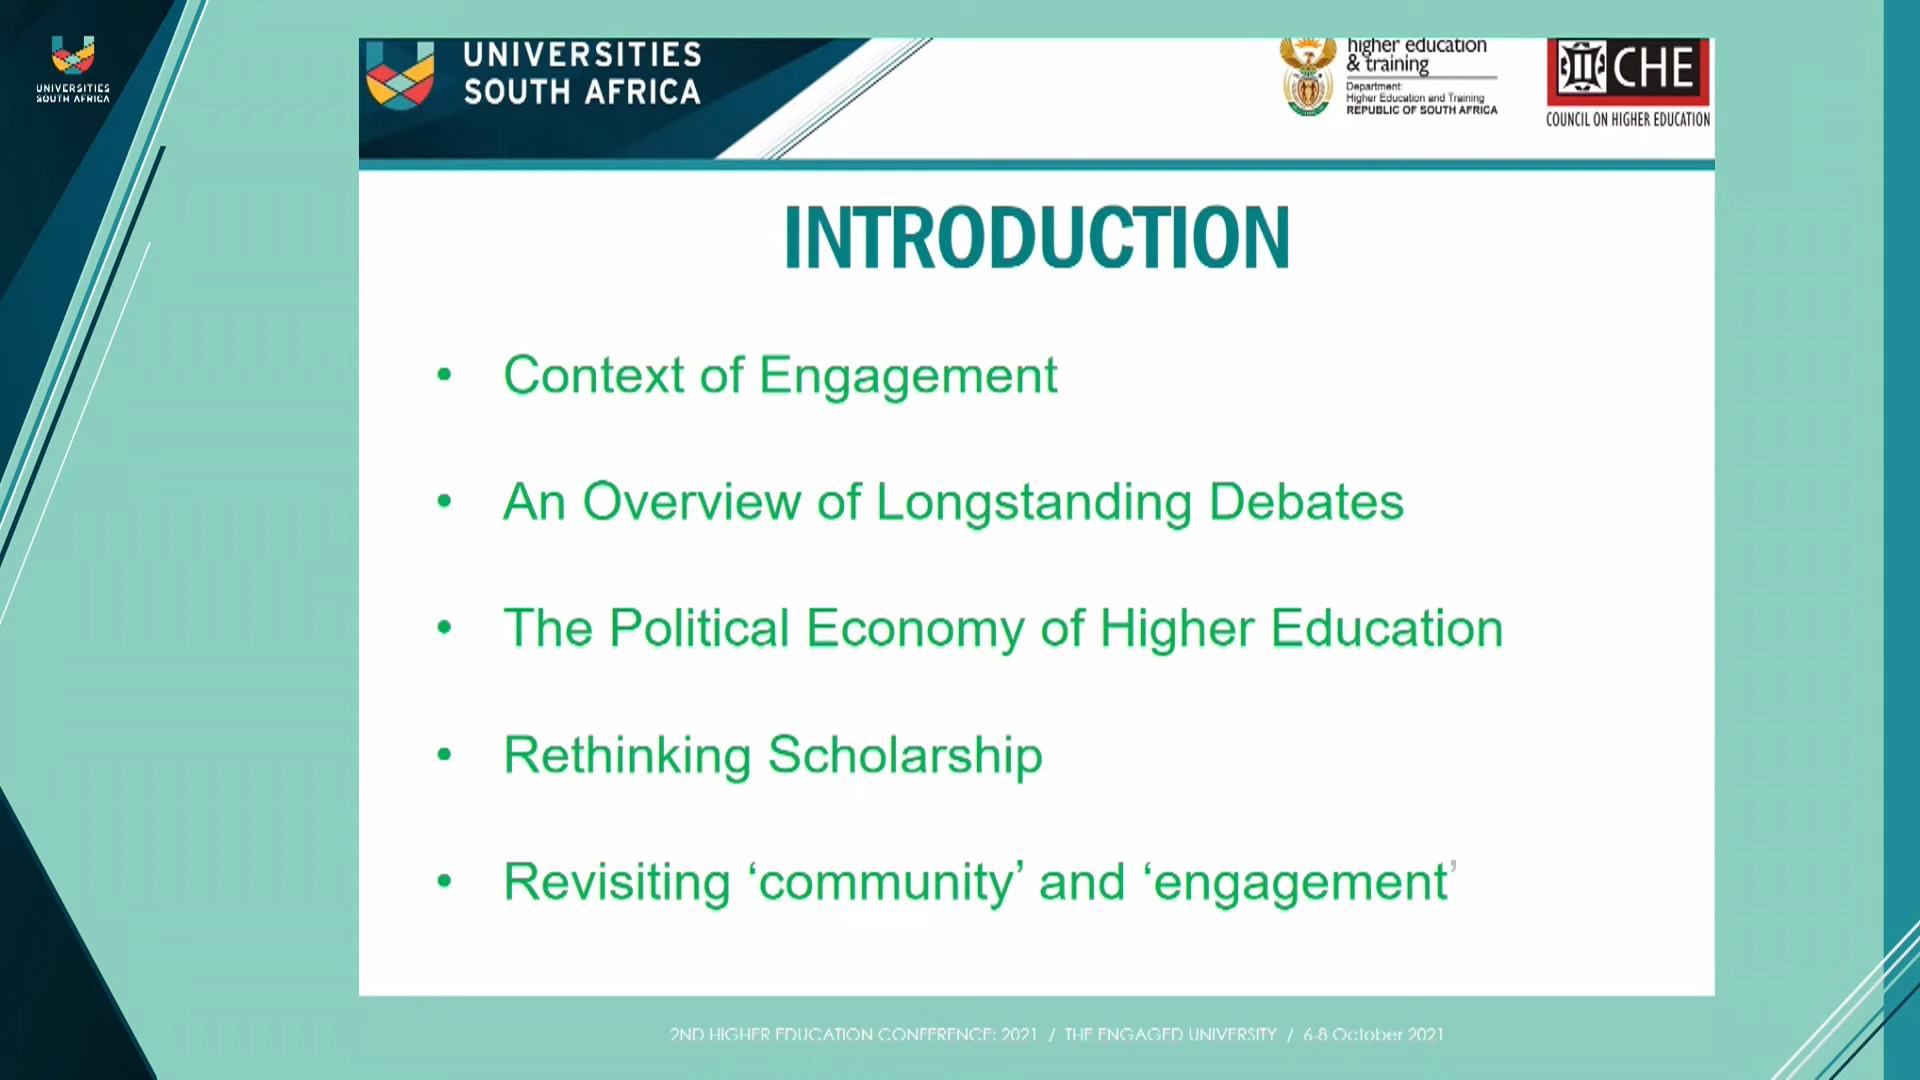 UNIVERSITIES
SOUTH AFRICA
UNIVERSITIES
SOUTH AFRICA
higher education
& training
Department:
Higher Education and Training
REPUBLIC OF SOUTH AFRICA
CHE
COUNCIL ON HIGHER EDUCATION
INTRODUCTION
• Context of Engagement
• An Overview of Longstanding Debates
• The Political Economy of Higher Education
• Rethinking Scholarship
• Revisiting ‘community’ and ‘engagement’
2ND HIGHER EDUCATION CONFERENCE: 2021 / THE ENGAGED UNIVERSITY / 6-8 October 2021